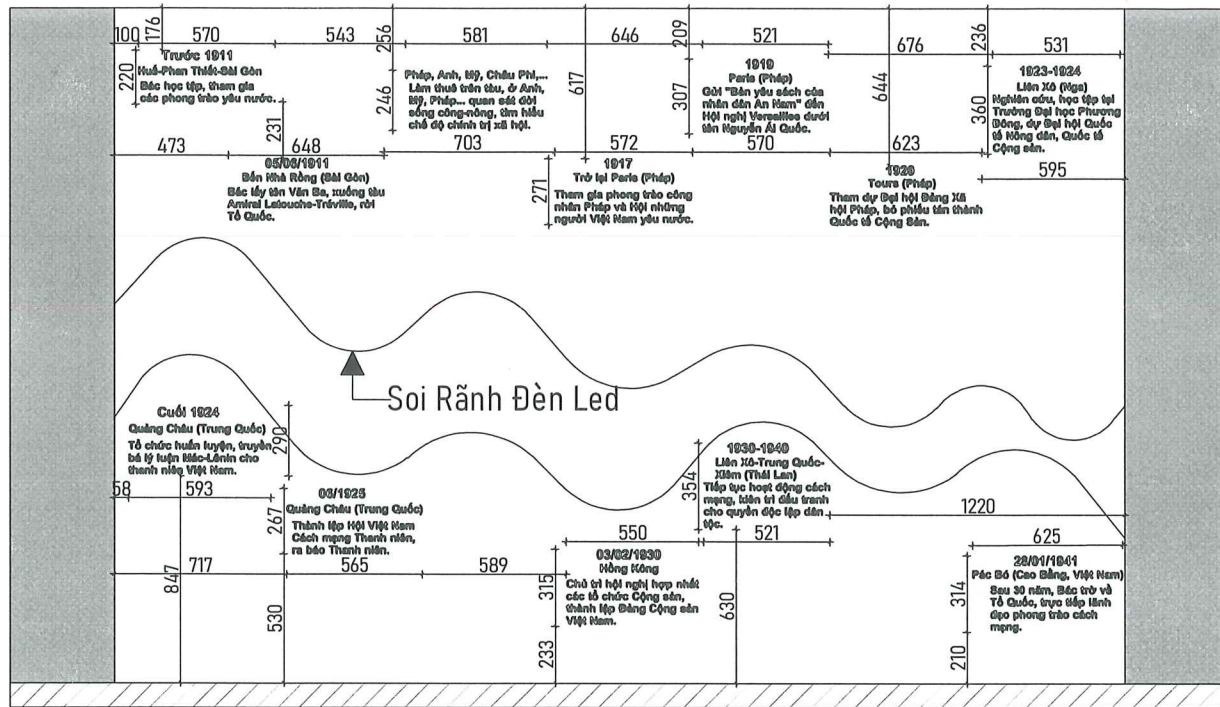 100
176
570
543
256
581
646
209
521
676
236
531
220
Trước 1911
Huế-Phan Thiết-Sài Gòn
Bác học tập, tham gia
các phong trào yêu nước.
231
246
Pháp, Anh, Mỹ, Châu Phi,...
Làm thuê trên tàu, ở Anh,
Mỹ, Pháp... quan sát đời
sống công-nông, tìm hiểu
chế độ chính trị xã hội.
617
307
1919
Paris (Pháp)
Gửi "Bản yêu sách của
nhân dân An Nam" đến
Hội nghị Versailles dưới
tên Nguyễn Ái Quốc.
644
360
1923-1924
Liên Xô (Nga)
Nghiên cứu, học tập tại
Trường Đại học Phương
Đông, dự Đại hội Quốc
tế Nông dân, Quốc tế
Cộng sản.
473
648
703
572
570
623
595
05/06/1911
Bến Nhà Rồng (Sài Gòn)
Bác lấy tên Văn Ba, xuống tàu
Amiral Latouche-Tréville, rời
Tổ Quốc.
271
1917
Trở lại Paris (Pháp)
Tham gia phong trào công
nhân Pháp và Hội những
người Việt Nam yêu nước.
1920
Tours (Pháp)
Tham dự Đại hội Đảng Xã
hội Pháp, bỏ phiếu tán thành
Quốc tế Cộng Sản.
Soi Rãnh Đèn Led
Cuối 1924
Quảng Châu (Trung Quốc)
Tổ chức huấn luyện, truyền
bá lý luận Mác-Lênin cho
thanh niên Việt Nam.
290
58
593
267
06/1925
Quảng Châu (Trung Quốc)
Thành lập Hội Việt Nam
Cách mạng Thanh niên,
ra báo Thanh niên.
354
1930-1940
Liên Xô-Trung Quốc-
Xiêm (Thái Lan)
Tiếp tục hoạt động cách
mạng, kiên trì đấu tranh
cho quyền độc lập dân
tộc.
1220
550
521
625
717
565
589
847
530
315
233
03/02/1930
Hồng Kông
Chủ trì hội nghị hợp nhất
các tổ chức Cộng sản,
thành lập Đảng Cộng sản
Việt Nam.
630
314
210
28/01/1941
Pác Bó (Cao Bằng, Việt Nam)
Sau 30 năm, Bác trở về
Tổ Quốc, trực tiếp lãnh
đạo phong trào cách
mạng.